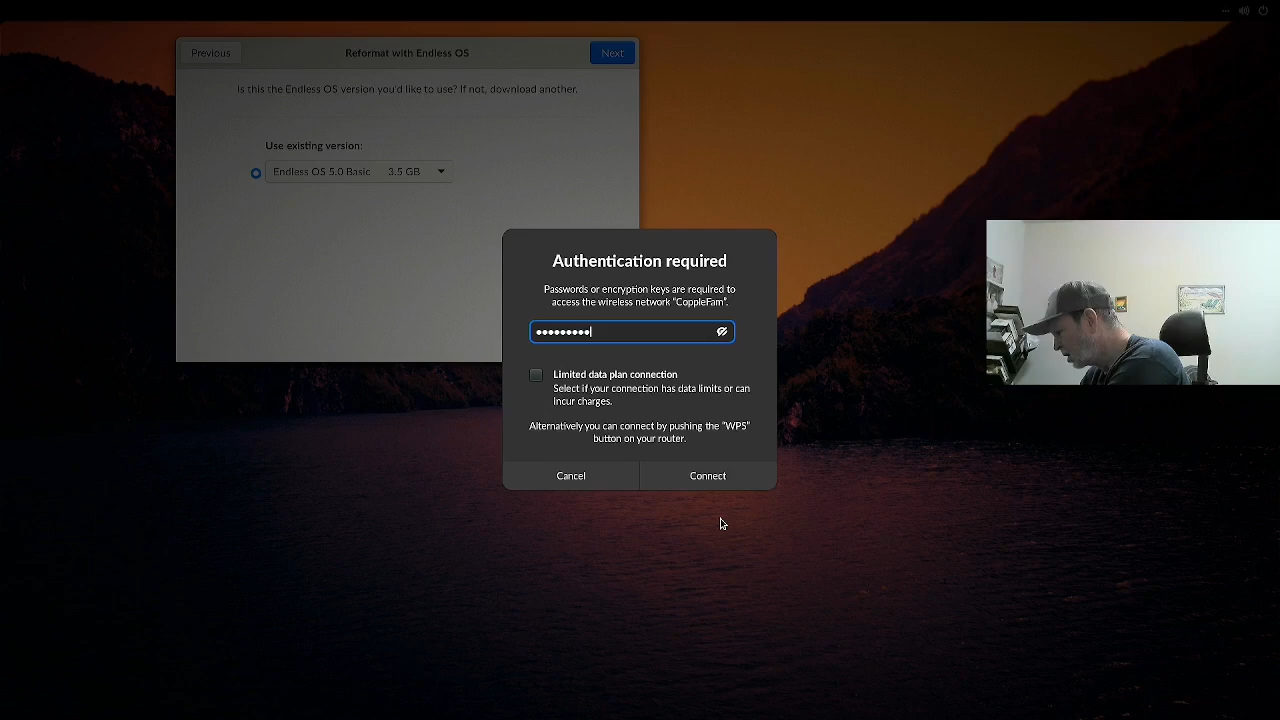 Previous
Reformat with Endless OS
Next
Is this the Endless OS version you'd like to use? If not, download another.
Use existing version:
Endless OS 5.0 Basic 3.5 GB
Authentication required
Passwords or encryption keys are required to
access the wireless network “CoppleFam”.
•••••••••
Limited data plan connection
Select if your connection has data limits or can
incur charges.
Alternatively you can connect by pushing the “WPS”
button on your router.
Cancel
Connect